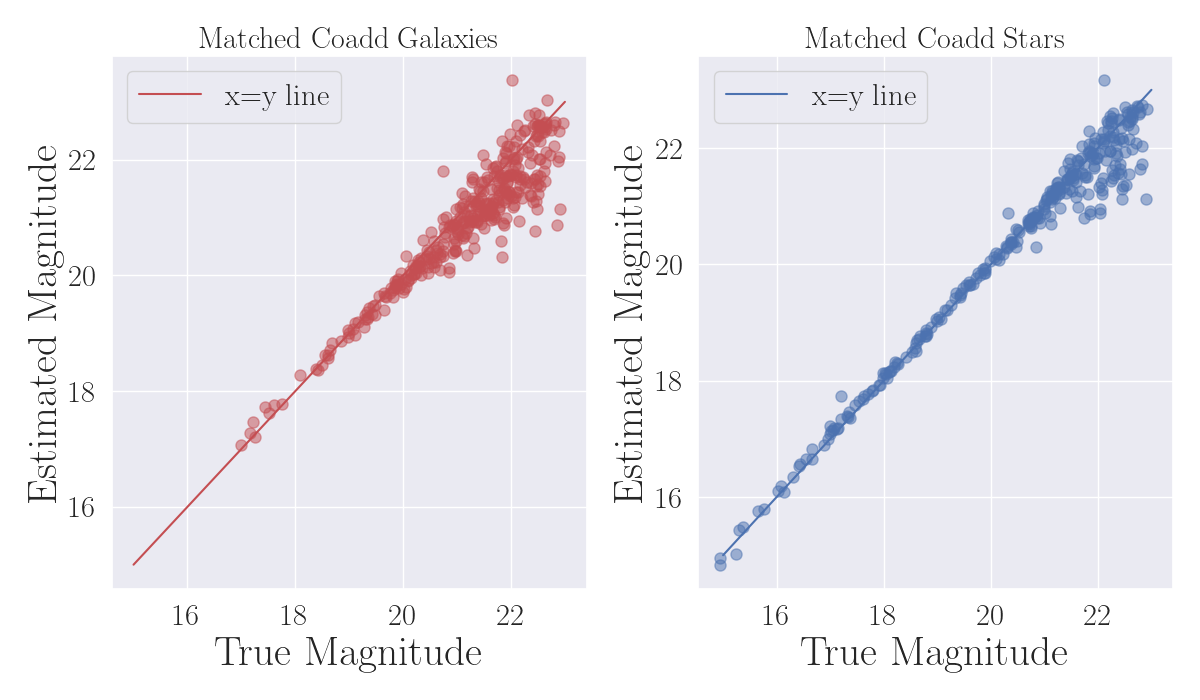 Matched Coadd Galaxies
x=y line
Estimated Magnitude
22
20
18
16
16 18 20 22
True Magnitude
Matched Coadd Stars
x=y line
Estimated Magnitude
22
20
18
16
16 18 20 22
True Magnitude